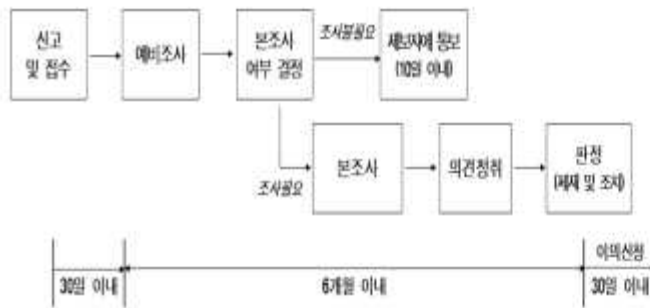 신고
및 접수
예비조사
본조사
여부 결정
조사불필요
제보자에 통보
(10일 이내)
조사필요
본조사
의견청취
판정
(제재 및 조치)
이의신청
30일 이내
6개월 이내
30일 이내